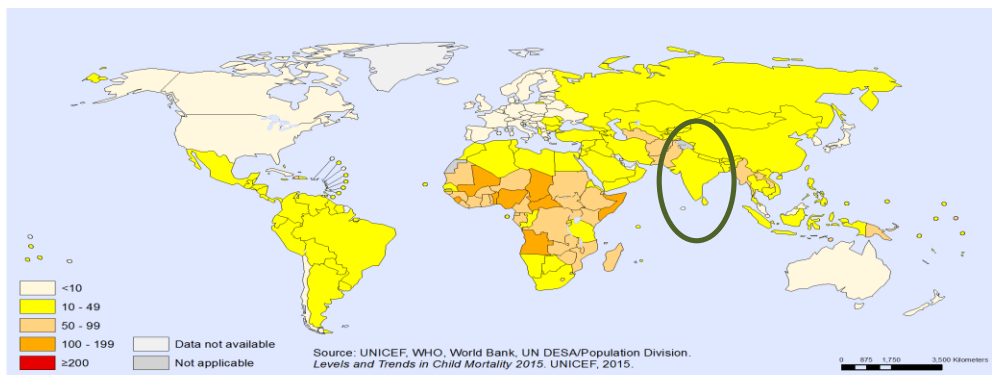 <10
10 - 49
50 - 99
100 - 199
≥200
Data not available
Not applicable
Source: UNICEF, WHO, World Bank, UN DESA/Population Division.
Levels and Trends in Child Mortality 2015. UNICEF, 2015.
0 875 1,750 3,500 Kilometers